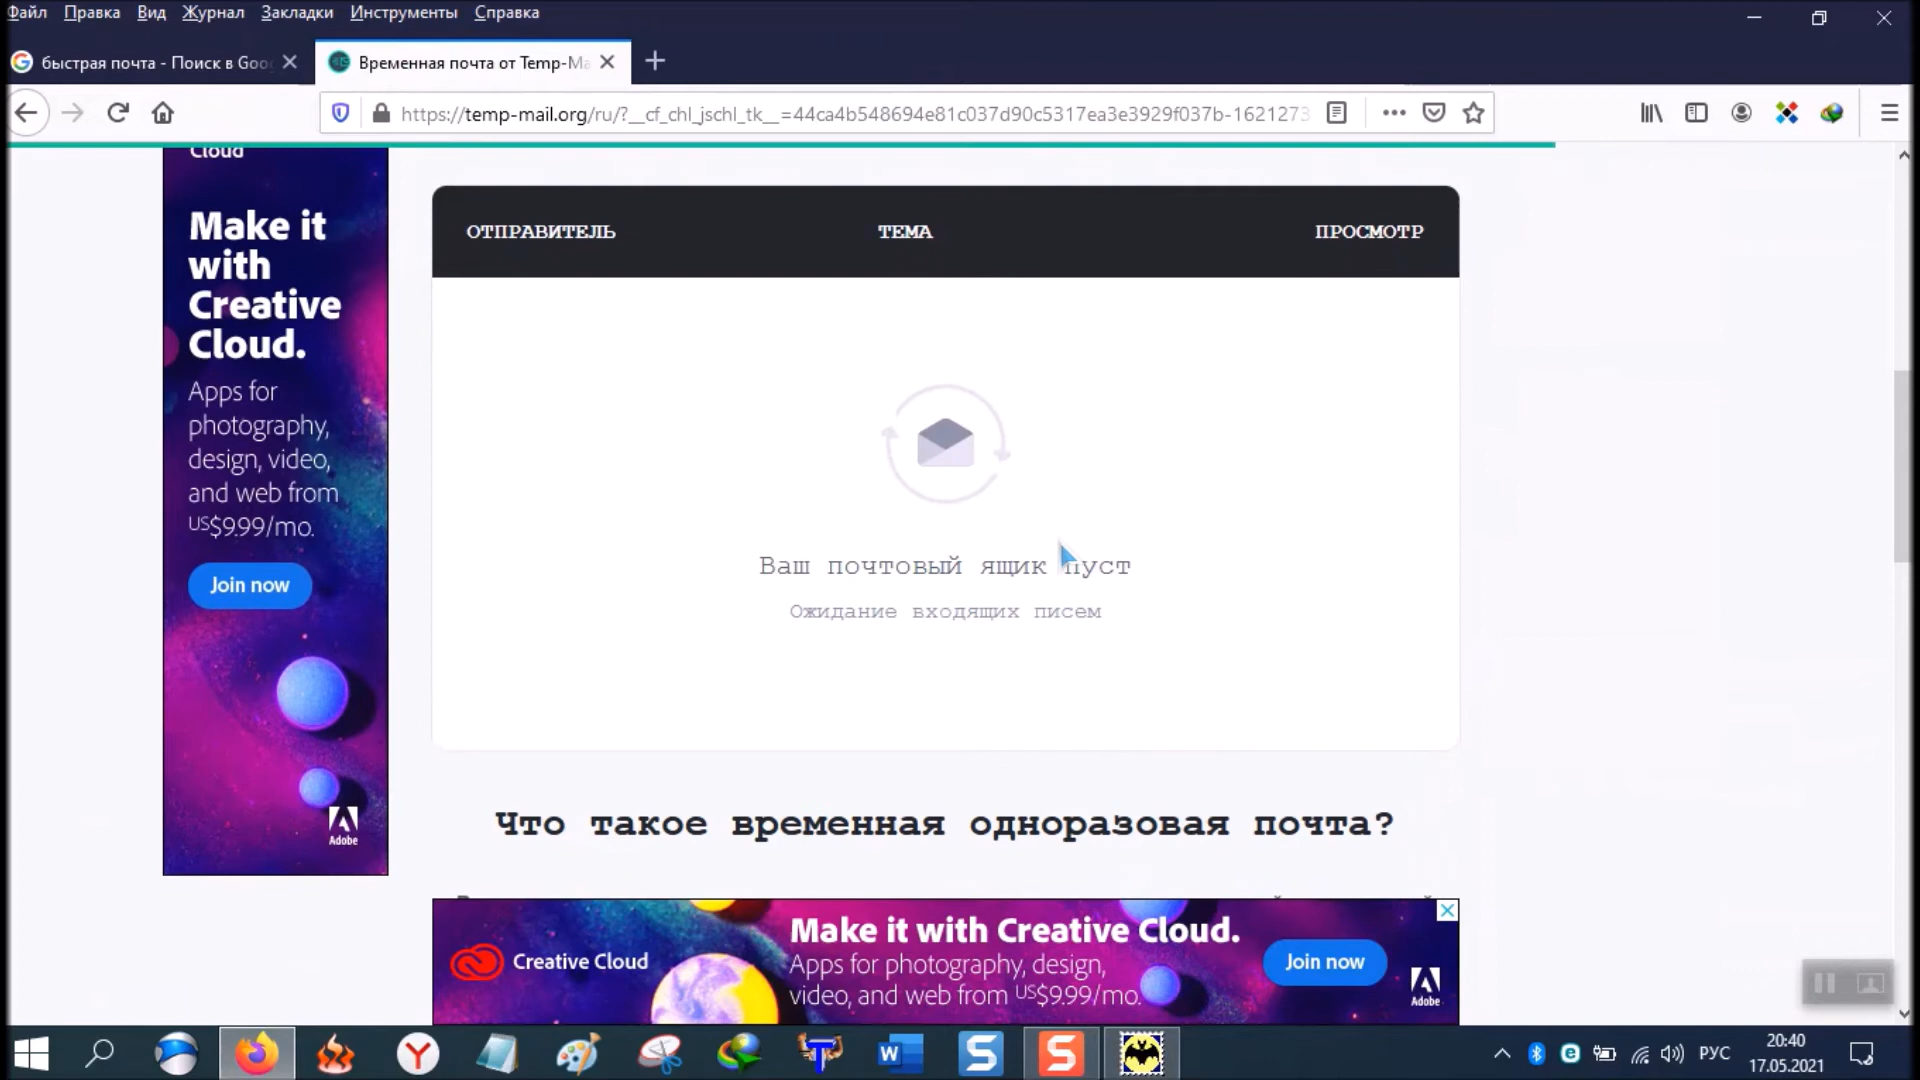 Файл Правка Вид Журнал Закладки Инструменты Справка
быстрая почта - Поиск в Goo
Временная почта от Temp-Ma
https://temp-mail.org/ru/?__cf_chl_jschl_tk__=44ca4b548694e81c037d90c5317ea3e3929f037b-1621273
Cloud
Make it
with
Creative
Cloud.
Apps for
photography,
design, video,
and web from
US$9.99/mo.
Join now
Adobe
ОТПРАВИТЕЛЬ ТЕМА ПРОСМОТР
Ваш почтовый ящик пуст
Ожидание входящих писем
Что такое временная одноразовая почта?
Creative Cloud
Make it with Creative Cloud.
Apps for photography, design,
video, and web from US$9.99/mo.
Join now
Adobe
РУС
20:40
17.05.2021